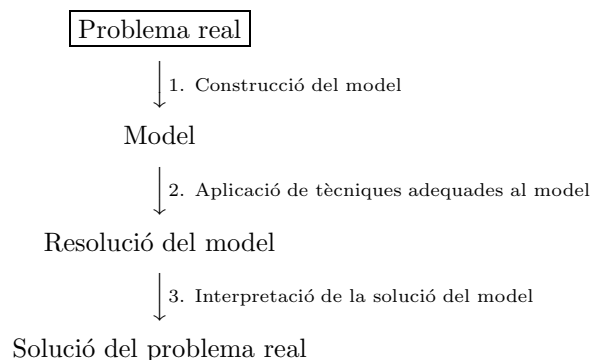 Problema real
1. Construcció del model
Model
2. Aplicació de tècniques adequades al model
Resolució del model
3. Interpretació de la solució del model
Solució del problema real